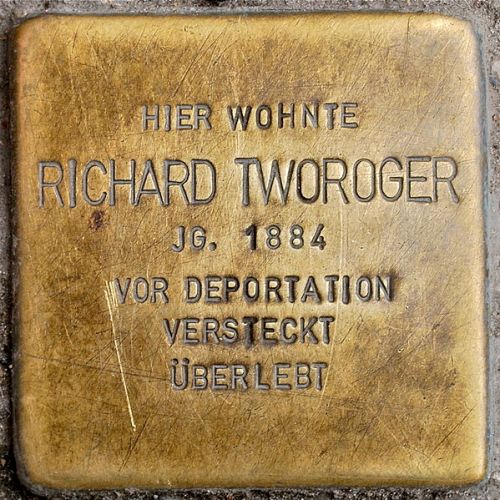 HIER WOHNTE
RICHARD TWOROGER
JG. 1884
VOR DEPORTATION
VERSTECKT
ÜBERLEBT